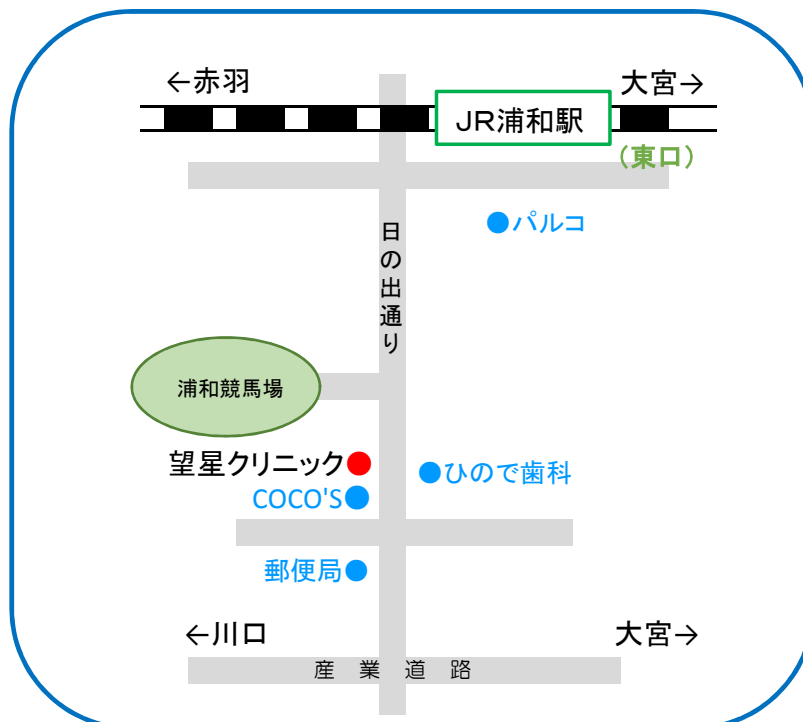 ←赤羽
大宮→
JR浦和駅
（東口）
●パルコ
日の出通り
浦和競馬場
望星クリニック●
●ひので歯科
COCO'S●
郵便局●
←川口
大宮→
産業道路